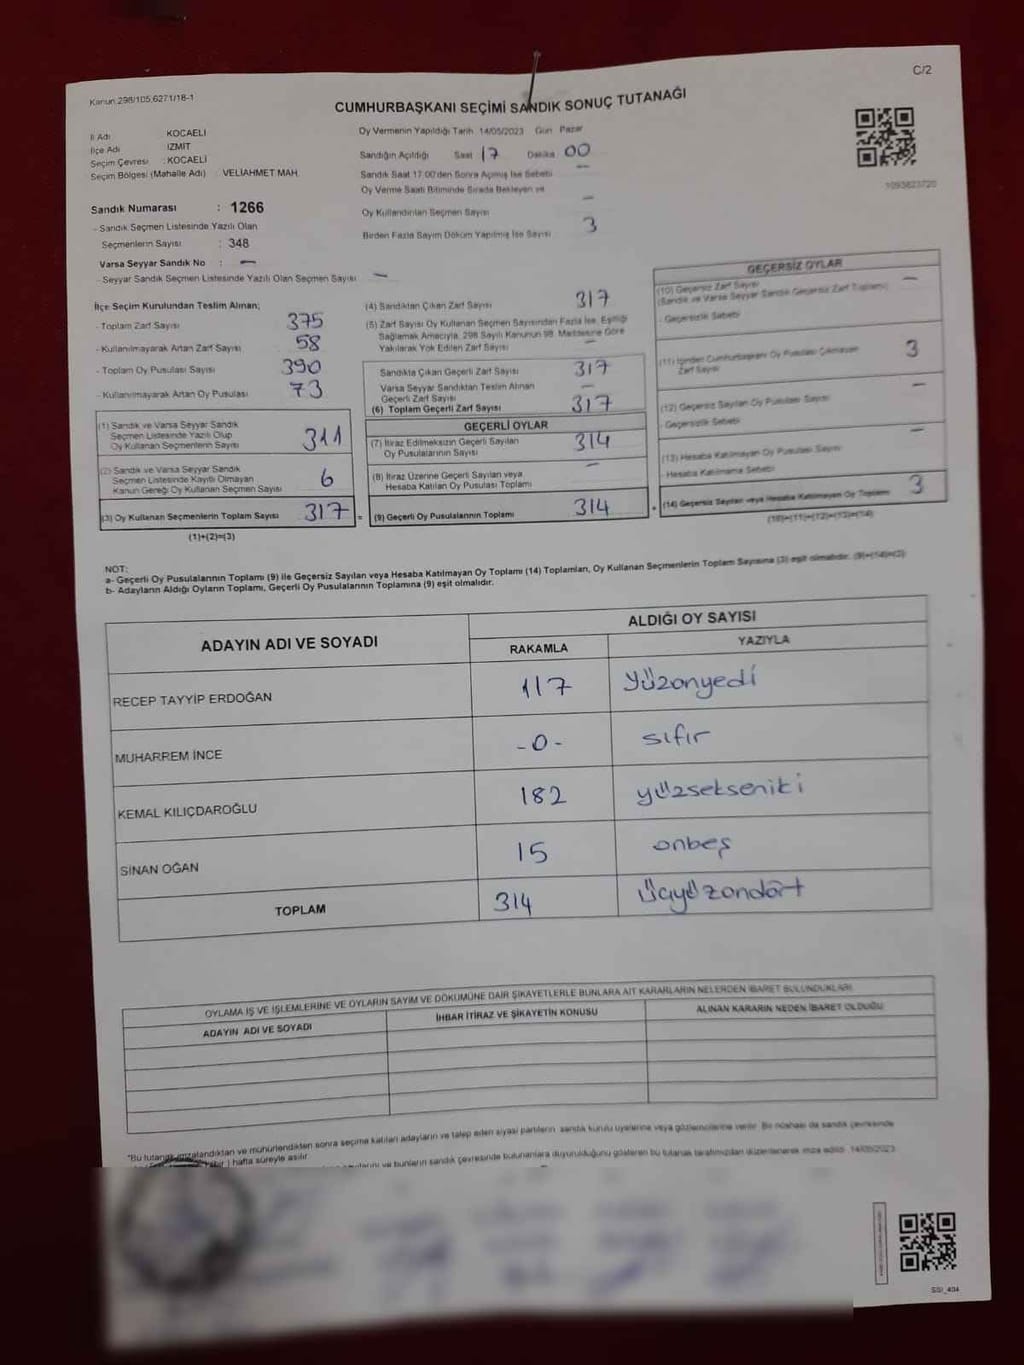 C/2
Kanun.298/105,6271/18-1
CUMHURBAŞKANI SEÇİMİ SANDIK SONUÇ TUTANAĞI
İl Adı KOCAELİ
İlçe Adı İZMİT
Seçim Çevresi : KOCAELİ
Seçim Bölgesi (Mahalle Adı) : VELİAHMET MAH.
Oy Vermenin Yapıldığı Tarih 14/05/2023 Gün Pazar
Sandığın Açıldığı Saat 17 Dakika 00
Sandık Saat 17.00'den Sonra Açılmış İse Sebebi —
Oy Verme Saati Bitiminde Sırada Bekleyen ve
Oy Kullandırılan Seçmen Sayısı —
Birden Fazla Sayım Döküm Yapılmış İse Sayısı 3
1093823720
Sandık Numarası : 1266
- Sandık Seçmen Listesinde Yazılı Olan
Seçmenlerin Sayısı : 348
Varsa Seyyar Sandık No : —
- Seyyar Sandık Seçmen Listesinde Yazılı Olan Seçmen Sayısı —
İlçe Seçim Kurulundan Teslim Alınan;
- Toplam Zarf Sayısı 375
- Kullanılmayarak Artan Zarf Sayısı 58
- Toplam Oy Pusulası Sayısı 390
- Kullanılmayarak Artan Oy Pusulası 73
(1) Sandık ve Varsa Seyyar Sandık
Seçmen Listesinde Yazılı Olup
Oy Kullanan Seçmenlerin Sayısı 311
(2) Sandık ve Varsa Seyyar Sandık
Seçmen Listesinde Kayıtlı Olmayan
Kanun Gereği Oy Kullanan Seçmen Sayısı 6
(3) Oy Kullanan Seçmenlerin Toplam Sayısı 317
(1)+(2)=(3)
(4) Sandıktan Çıkan Zarf Sayısı 317
(5) Zarf Sayısı Oy Kullanan Seçmen Sayısından Fazla İse, Eşitliği
Sağlamak Amacıyla, 298 Sayılı Kanunun 98. Maddesine Göre
Yakılarak Yok Edilen Zarf Sayısı —
Sandıkta Çıkan Geçerli Zarf Sayısı 317
Varsa Seyyar Sandıktan Teslim Alınan
Geçerli Zarf Sayısı —
(6) Toplam Geçerli Zarf Sayısı 317
GEÇERLİ OYLAR
(7) İtiraz Edilmeksizin Geçerli Sayılan
Oy Pusulalarının Sayısı 314
(8) İtiraz Üzerine Geçerli Sayılan veya
Hesaba Katılan Oy Pusulası Toplamı —
= (9) Geçerli Oy Pusulalarının Toplamı 314
GEÇERSİZ OYLAR
(10) Geçersiz Zarf Sayısı —
(Sandık ve Varsa Seyyar Sandık Geçersiz Zarf Toplamı)
- Geçersizlik Sebebi
(11) İçinden Cumhurbaşkanı Oy Pusulası Çıkmayan
Zarf Sayısı 3
(12) Geçersiz Sayılan Oy Pusulası Sayısı —
- Geçersizlik Sebebi
(13) Hesaba Katılmayan Oy Pusulası Sayısı —
- Hesaba Katılmama Sebebi
+ (14) Geçersiz Sayılan veya Hesaba Katılmayan Oy Toplamı 3
(10)+(11)+(12)+(13)=(14)
NOT:
a- Geçerli Oy Pusulalarının Toplamı (9) ile Geçersiz Sayılan veya Hesaba Katılmayan Oy Toplamı (14) Toplamları, Oy Kullanan Seçmenlerin Toplam Sayısına (3) eşit olmalıdır. (9)+(14)=(3)
b- Adayların Aldığı Oyların Toplamı, Geçerli Oy Pusulalarının Toplamına (9) eşit olmalıdır.
ADAYIN ADI VE SOYADI ALDIĞI OY SAYISI
RAKAMLA YAZIYLA
RECEP TAYYİP ERDOĞAN 117 Yüzonyedi
MUHARREM İNCE -0- sıfır
KEMAL KILIÇDAROĞLU 182 yüzsekseniki
SİNAN OĞAN 15 onbeş
TOPLAM 314 Üçyüzondört
OYLAMA İŞ VE İŞLEMLERİNE VE OYLARIN SAYIM VE DÖKÜMÜNE DAİR ŞİKAYETLERLE BUNLARA AİT KARARLARIN NELERDEN İBARET BULUNDUKLARI
ADAYIN ADI VE SOYADI İHBAR İTİRAZ VE ŞİKAYETİN KONUSU ALINAN KARARIN NEDEN İBARET OLDUĞU
"Bu tutanak imzalandıktan ve mühürlendikten sonra seçime katılan adayların ve talep eden siyasi partilerin sandık kurulu üyelerine veya gözlemcilerine verilir. Bir nüshası da sandık çevresinde
hafta süreyle asılır.
bunların sandık çevresinde bulunanlara duyurulduğunu gösteren bu tutanak tarafımızdan düzenlenerek imza edildi. 14/05/2023
SSI_404